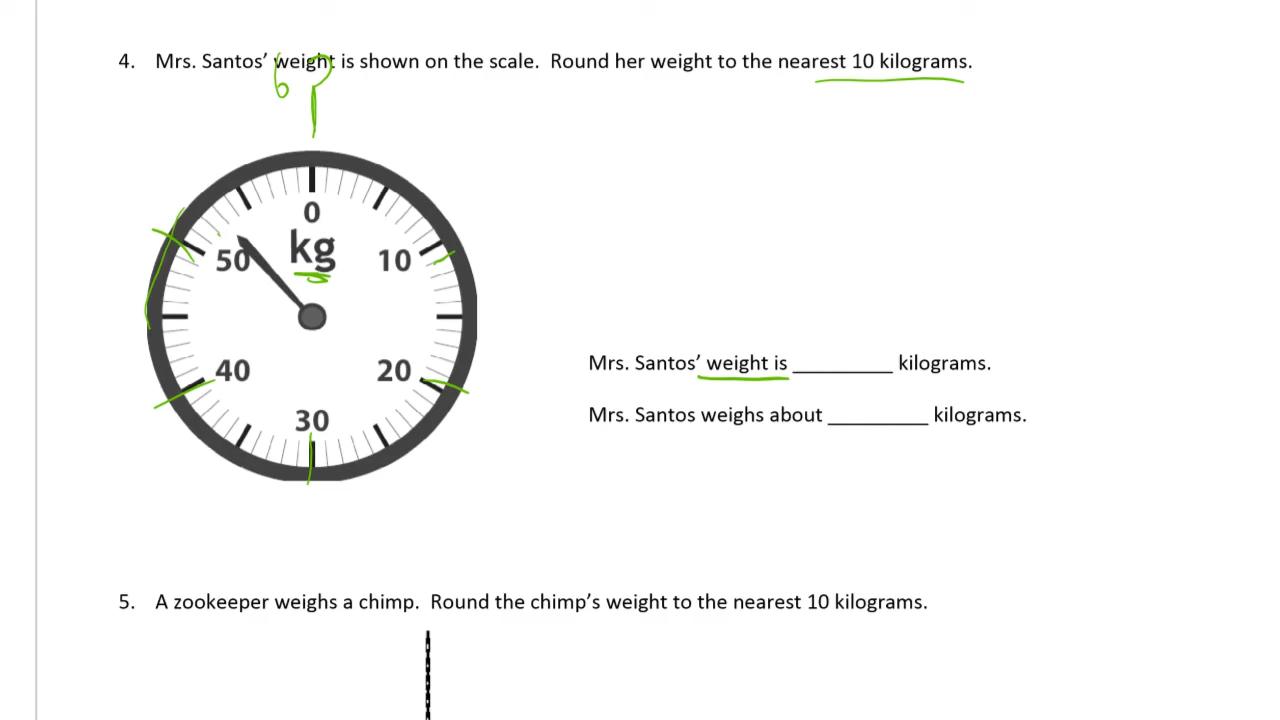 4. Mrs. Santos’ weight is shown on the scale. Round her weight to the nearest 10 kilograms.
6
0
50 kg 10
40 20
30
Mrs. Santos’ weight is __________ kilograms.
Mrs. Santos weighs about __________ kilograms.
5. A zookeeper weighs a chimp. Round the chimp’s weight to the nearest 10 kilograms.